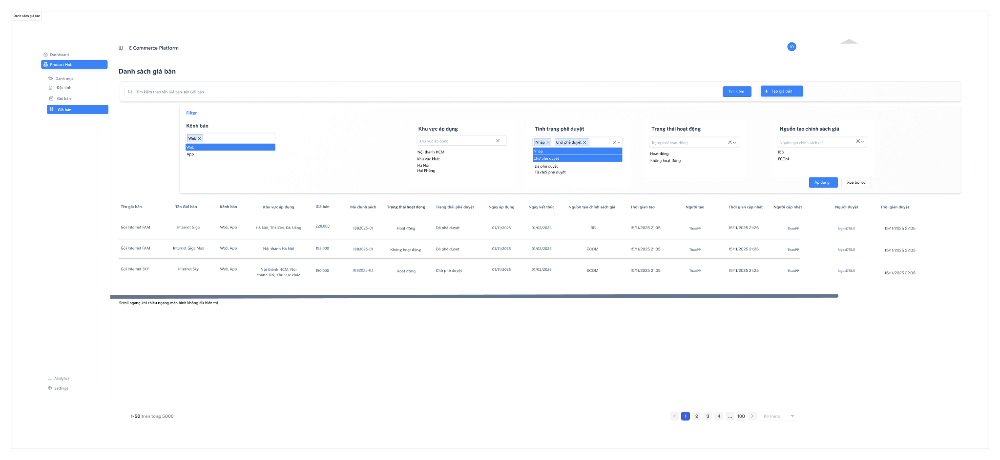 Danh sách giá bán
E Commerce Platform
JD
Dashboard
Product Hub
Danh mục
Đặc tính
Gói bán
Giá bán
Danh sách giá bán
Tìm kiếm theo tên Giá bán, tên Gói bán
Tìm kiếm
+ Tạo giá bán
Filter
Kênh bán
Web
Web
App
Khu vực áp dụng
Khu vực áp dụng
Nội thành HCM
Khu vực khác
Hà Nội
Hải Phòng
Tình trạng phê duyệt
Nháp
Chờ phê duyệt
Nháp
Chờ phê duyệt
Đã phê duyệt
Từ chối phê duyệt
Trạng thái hoạt động
Trạng thái hoạt động
Hoạt động
Không hoạt động
Nguồn tạo chính sách giá
Nguồn tạo chính sách giá
IBB
ECOM
Áp dụng
Xóa bộ lọc
Tên giá bán Tên Gói bán Kênh bán Khu vực áp dụng Giá bán Mã chính sách Trạng thái hoạt động Trạng thái phê duyệt Ngày áp dụng Ngày kết thúc Nguồn tạo chính sách giá Thời gian tạo Người tạo Thời gian cập nhật Người cập nhật Người duyệt Thời gian duyệt
Gói Internet FAM Internet Giga Web, App Hà Nội, TP.HCM, Đà Nẵng 220.000 IBB2025-01 Hoạt động Đã phê duyệt 01/11/2025 01/02/2026 IBB 15/11/2025 21:05 ThaoPP 15/11/2025 21:25 ThaoPP NgocDTB21 15/11/2025 22:05
Gói Internet FAM Internet Giga Max Web, App Nội thành Hà Nội 195.000 IBB2025-01 Không hoạt động Đã phê duyệt 01/11/2025 01/02/2026 ECOM 15/11/2025 21:05 ThaoPP 15/11/2025 21:25 ThaoPP NgocDTB21 15/11/2025 22:05
Gói Internet SKY Internet Sky Web, App Nội thành HCM, Nội 190.000 IBB2025-02 Hoạt động Chờ phê duyệt 01/11/2025 01/02/2026 ECOM 15/11/2025 21:05 ThaoPP 15/11/2025 21:25 ThaoPP NgocDTB21 15/11/2025 22:05
thành HN, Khu vực khác
Scroll ngang khi chiều ngang màn hình không đủ hiển thị
Analytics
Settings
1-50 trên tổng 5000
1 2 3 4 ... 100
10/Trang